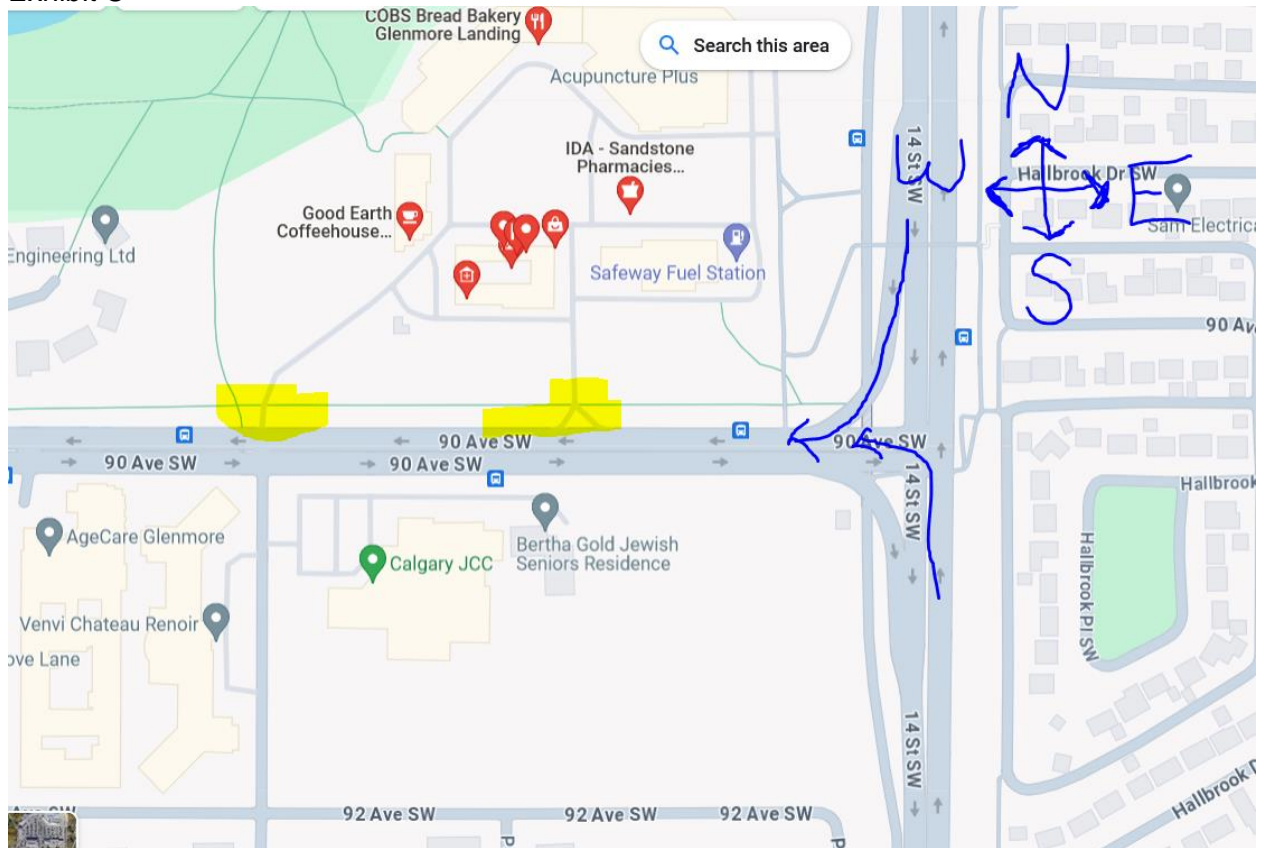 COBS Bread Bakery
Glenmore Landing
Search this area
Acupuncture Plus
N
14 St SW
W
IDA - Sandstone
Pharmacies...
Hallbrook Dr SW
E
Good Earth
Coffeehouse...
Sam Electrica
Engineering Ltd
Safeway Fuel Station
S
90 Av
90 Ave SW
90 Ave SW
90 Ave SW
90 Ave SW
14 St SW
Hallbrook
AgeCare Glenmore
Bertha Gold Jewish
Seniors Residence
Calgary JCC
Hallbrook Pl SW
Venvi Chateau Renoir
ove Lane
14 St SW
92 Ave SW
92 Ave SW
92 Ave SW
Hallbrook D
P
P